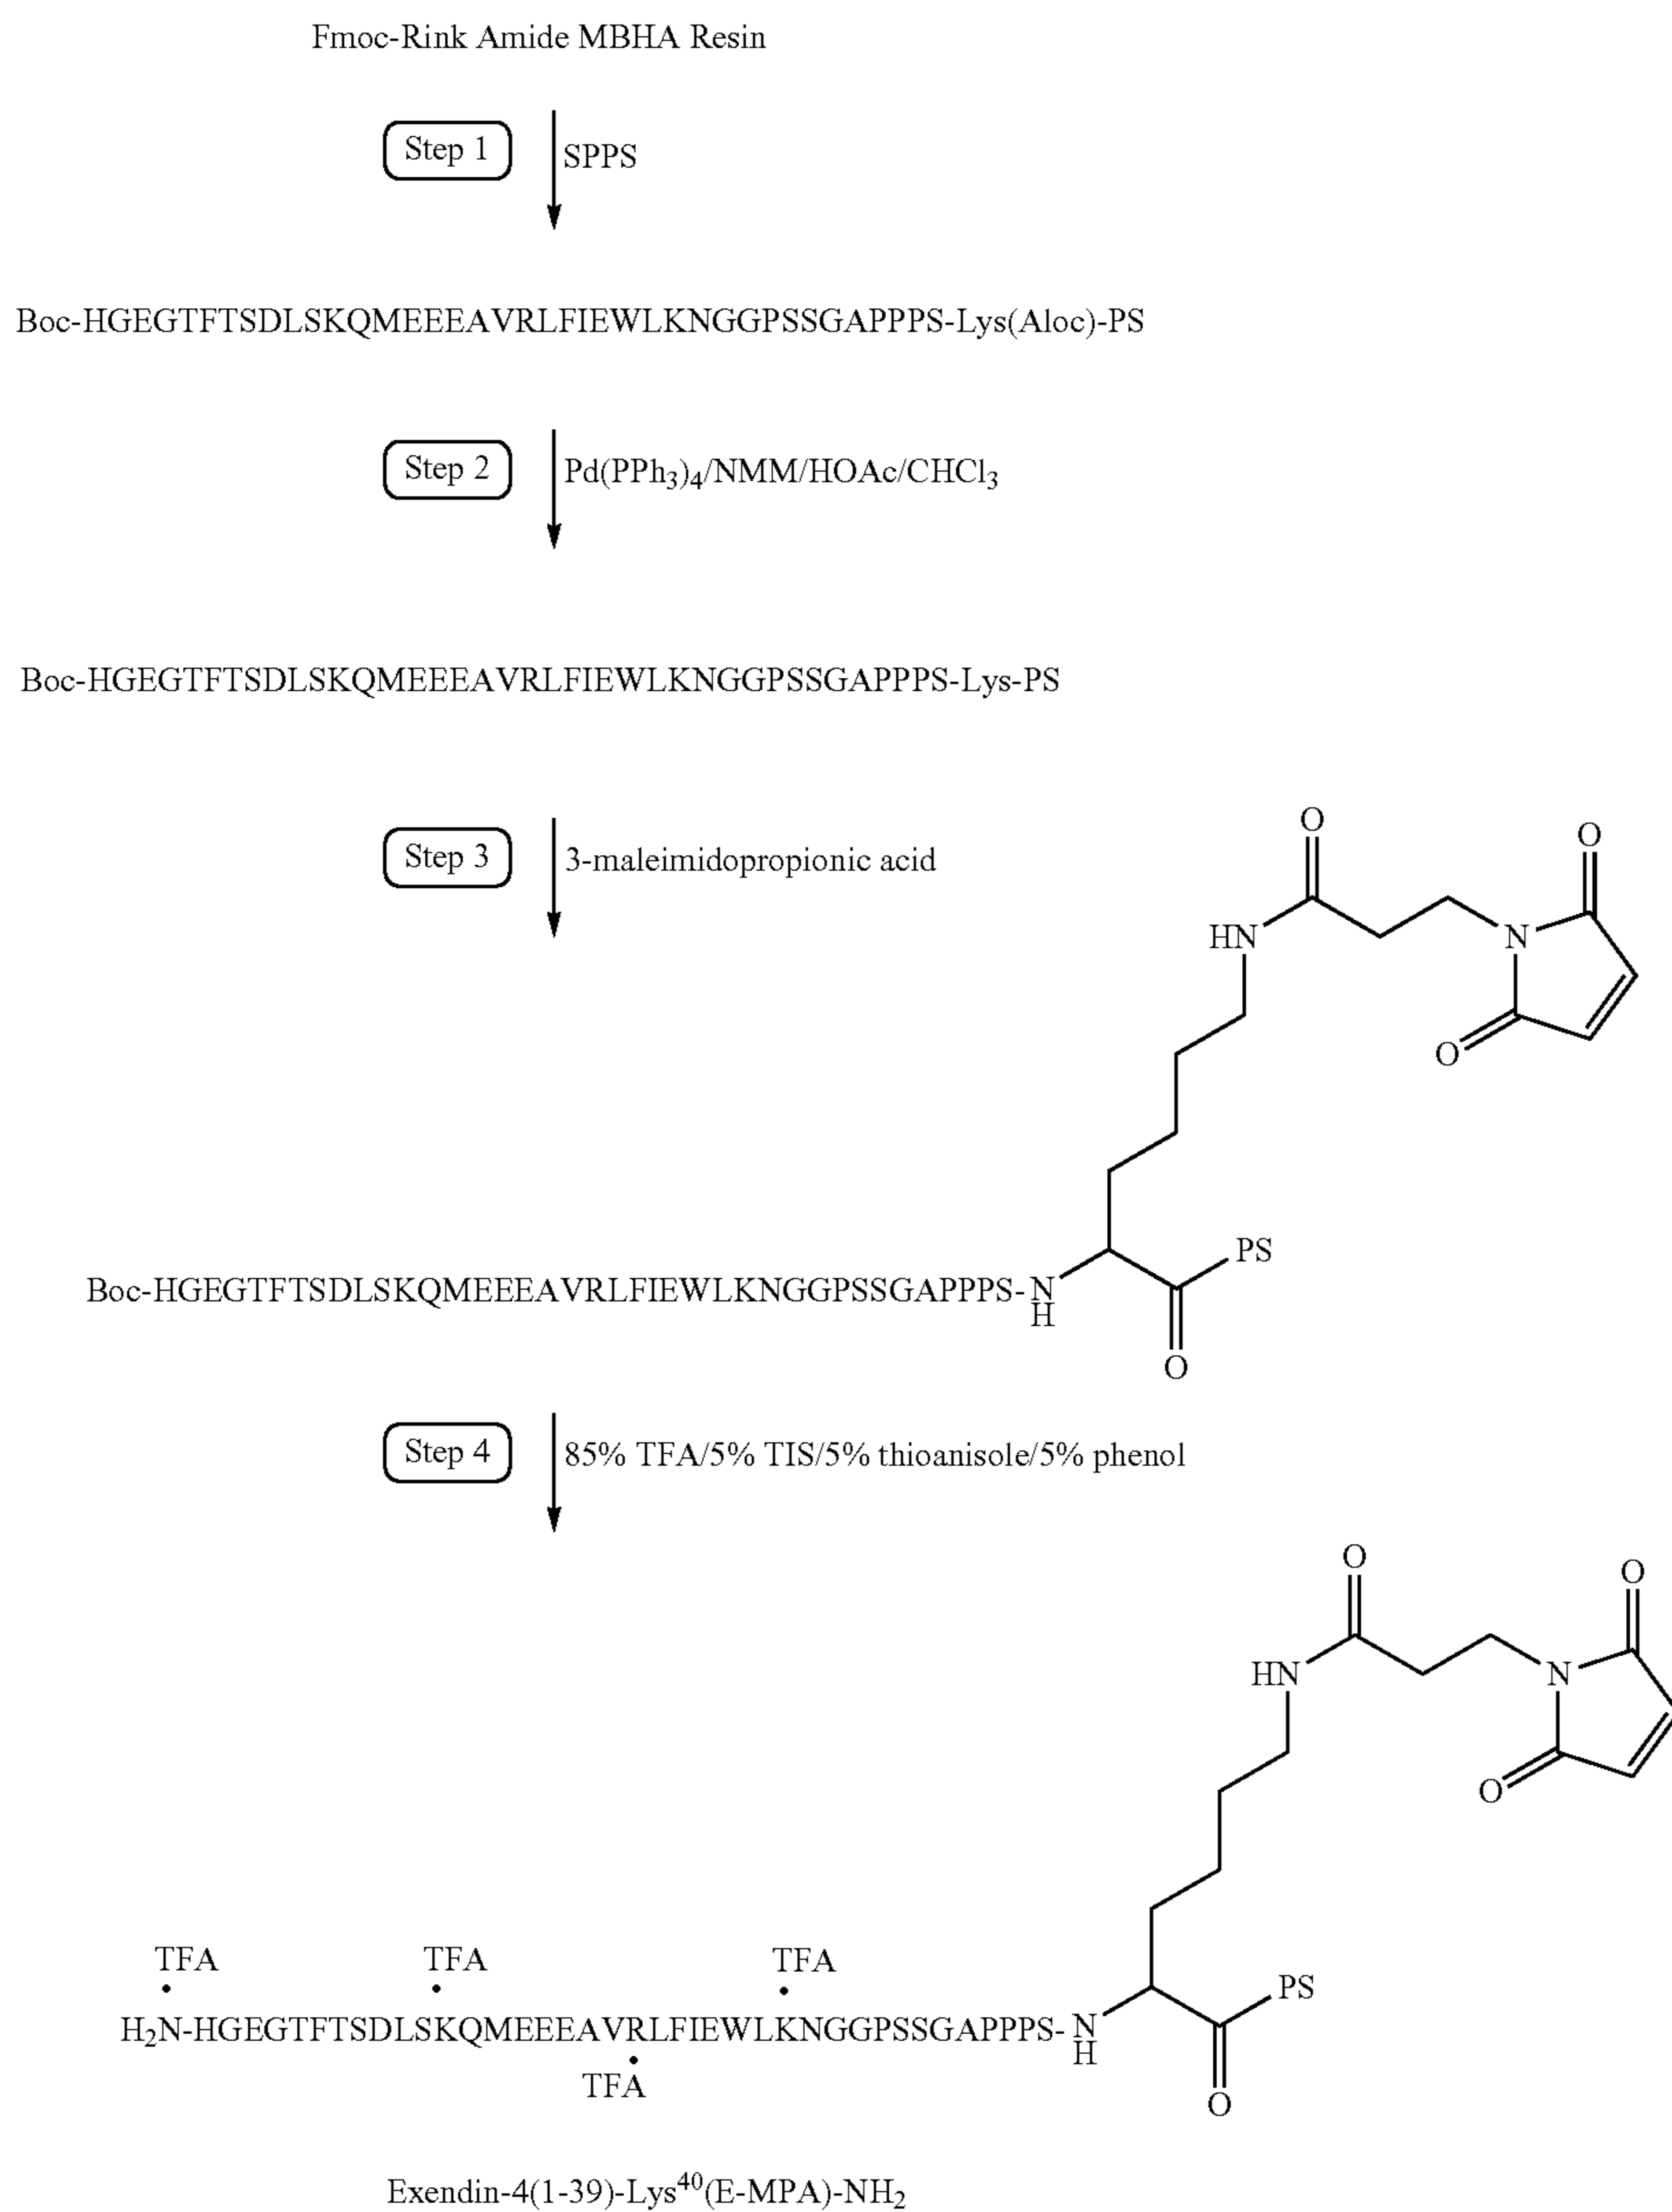 Fmoc-Rink Amide MBHA Resin
Step 1
SPPS
Boc-HGEGTFTSDLSKQMEEEAVRLFIEWLKNGGPSSGAPPPS-Lys(Aloc)-PS
Step 2
Pd(PPh3)4/NMM/HOAc/CHCl3
Boc-HGEGTFTSDLSKQMEEEAVRLFIEWLKNGGPSSGAPPPS-Lys-PS
Step 3
3-maleimidopropionic acid
O
O
HN
N
O
PS
Boc-HGEGTFTSDLSKQMEEEAVRLFIEWLKNGGPSSGAPPPS-N
H
O
Step 4
85% TFA/5% TIS/5% thioanisole/5% phenol
O
O
HN
N
O
TFA
TFA
TFA
PS
H2N-HGEGTFTSDLSKQMEEEAVRLFIEWLKNGGPSSGAPPPS-N
H
TFA
O
Exendin-4(1-39)-Lys40(E-MPA)-NH2